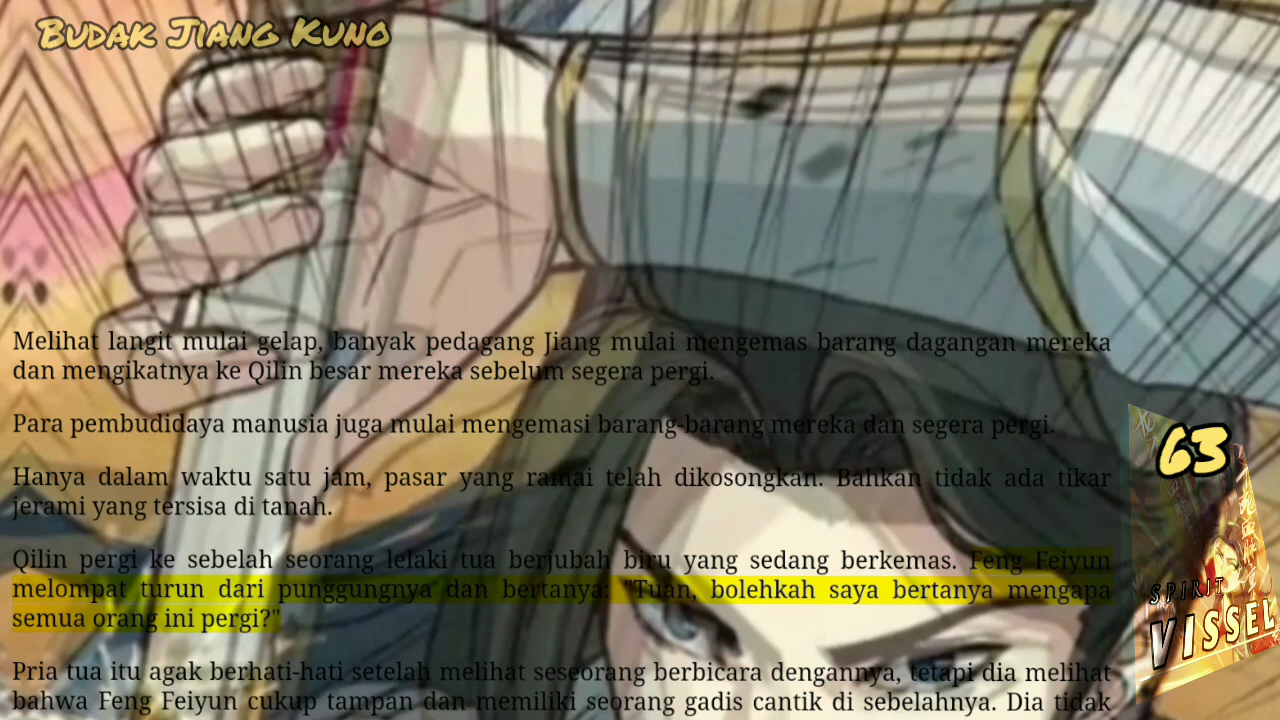 Budak Jiang Kuno
Melihat langit mulai gelap, banyak pedagang Jiang mulai mengemas barang dagangan mereka
dan mengikatnya ke Qilin besar mereka sebelum segera pergi.
Para pembudidaya manusia juga mulai mengemasi barang-barang mereka dan segera pergi.
Hanya dalam waktu satu jam, pasar yang ramai telah dikosongkan. Bahkan tidak ada tikar
jerami yang tersisa di tanah.
Qilin pergi ke sebelah seorang lelaki tua berjubah biru yang sedang berkemas. Feng Feiyun
melompat turun dari punggungnya dan bertanya: "Tuan, bolehkah saya bertanya mengapa
semua orang ini pergi?"
Pria tua itu agak berhati-hati setelah melihat seseorang berbicara dengannya, tetapi dia melihat
bahwa Feng Feiyun cukup tampan dan memiliki seorang gadis cantik di sebelahnya. Dia tidak
63
SPIRIT
VISSEL